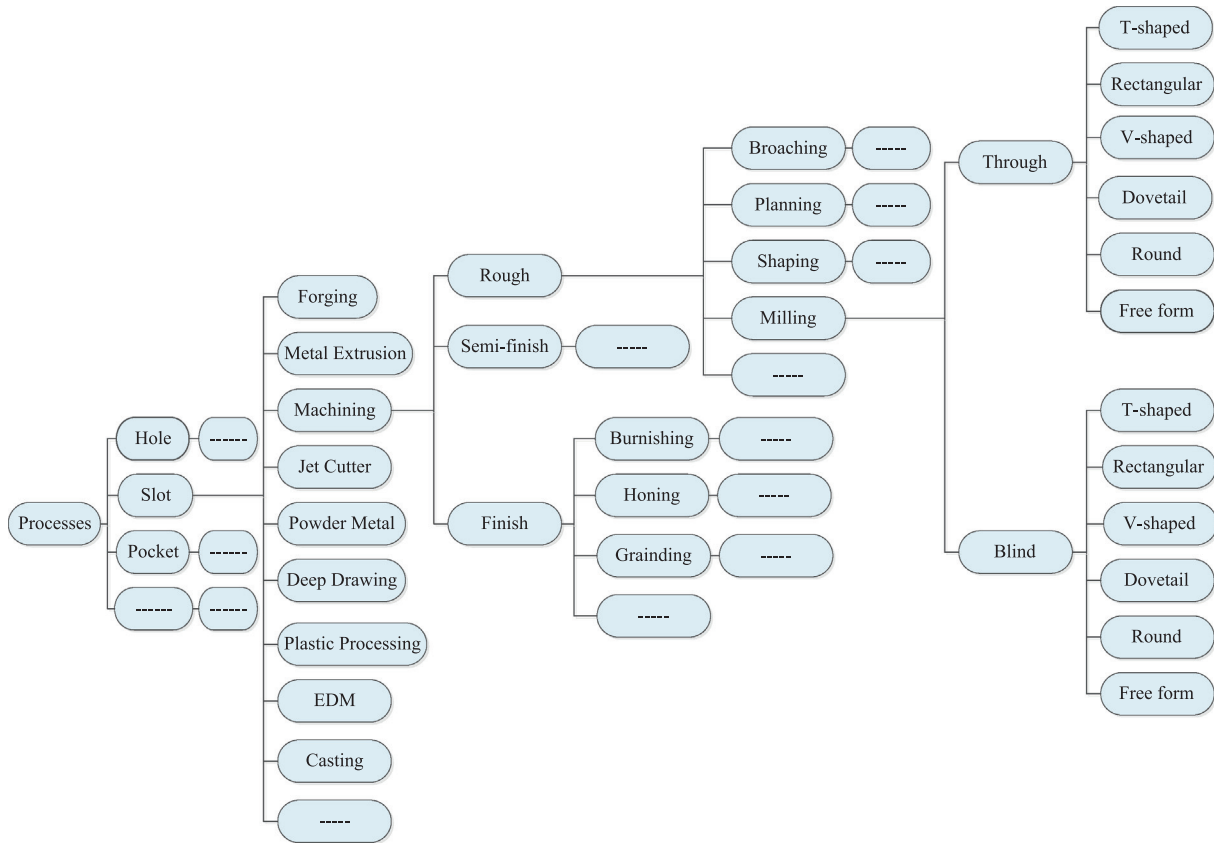 Processes
Hole
------
Slot
Pocket
------
------
------
Forging
Metal Extrusion
Machining
Jet Cutter
Powder Metal
Deep Drawing
Plastic Processing
EDM
Casting
-----
Rough
Semi-finish
-----
Finish
Broaching
-----
Planning
-----
Shaping
-----
Milling
-----
Burnishing
-----
Honing
-----
Grainding
-----
-----
Through
T-shaped
Rectangular
V-shaped
Dovetail
Round
Free form
Blind
T-shaped
Rectangular
V-shaped
Dovetail
Round
Free form